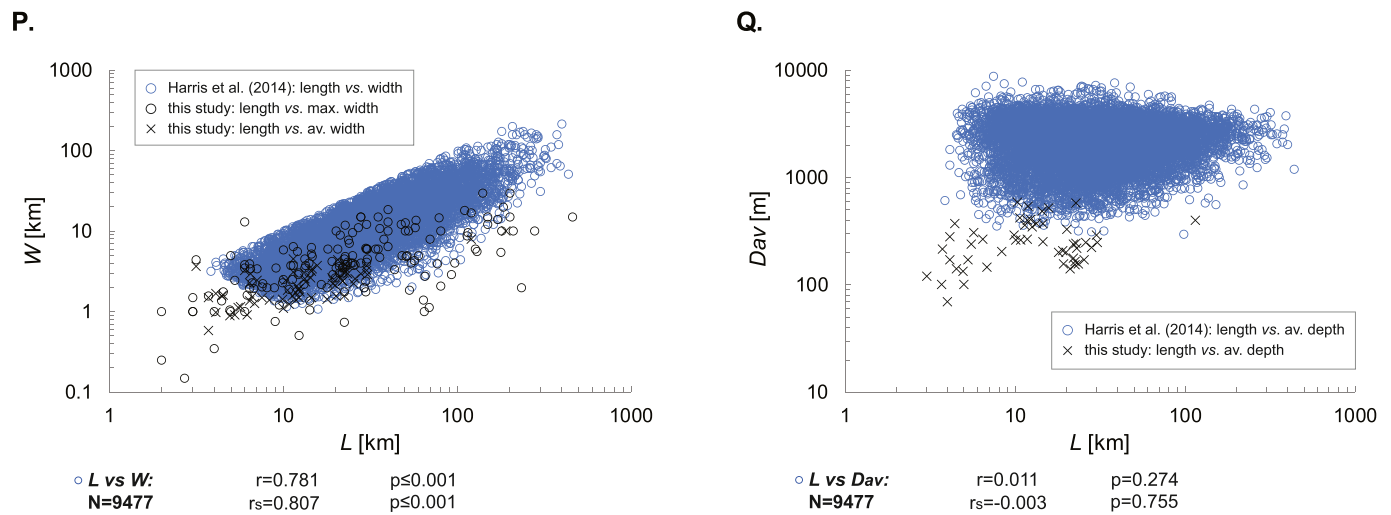 P.
1000
100
10
1
0.1
W [km]
Harris et al. (2014): length vs. width
this study: length vs. max. width
this study: length vs. av. width
1 10 100 1000
L [km]
L vs W: r=0.781 p≤0.001
N=9477 rs=0.807 p≤0.001
Q.
10000
1000
100
10
Dav [m]
Harris et al. (2014): length vs. av. depth
this study: length vs. av. depth
1 10 100 1000
L [km]
L vs Dav: r=0.011 p=0.274
N=9477 rs=-0.003 p=0.755